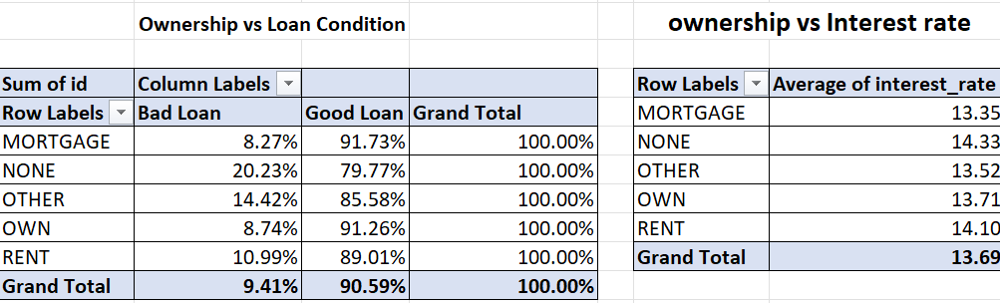 Ownership vs Loan Condition
Sum of id Column Labels
Row Labels Bad Loan Good Loan Grand Total
MORTGAGE 8.27% 91.73% 100.00%
NONE 20.23% 79.77% 100.00%
OTHER 14.42% 85.58% 100.00%
OWN 8.74% 91.26% 100.00%
RENT 10.99% 89.01% 100.00%
Grand Total 9.41% 90.59% 100.00%
ownership vs Interest rate
Row Labels Average of interest_rate
MORTGAGE 13.35
NONE 14.33
OTHER 13.52
OWN 13.71
RENT 14.10
Grand Total 13.69